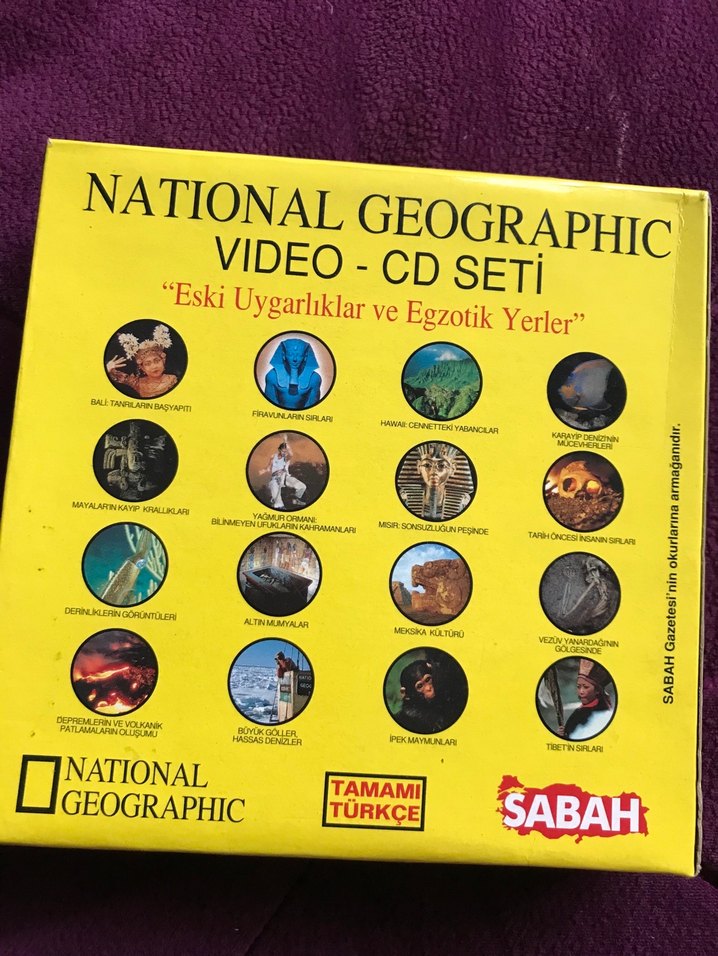 NATIONAL GEOGRAPHIC
VIDEO - CD SETİ
“Eski Uygarlıklar ve Egzotik Yerler”
BALİ: TANRILARIN BAŞYAPITI
FİRAVUNLARIN SIRLARI
HAWAII: CENNETTEKİ YABANCILAR
KARAYİP DENİZİ'NİN
MÜCEVHERLERİ
MAYALAR'IN KAYIP KRALLIKLARI
YAĞMUR ORMANI:
BİLİNMEYEN UFUKLARIN KAHRAMANLARI
MISIR: SONSUZLUĞUN PEŞİNDE
TARİH ÖNCESİ İNSANIN SIRLARI
DERİNLİKLERİN GÖRÜNTÜLERİ
ALTIN MUMYALAR
MEKSİKA KÜLTÜRÜ
VEZÜV YANARDAĞI'NIN
GÖLGESİNDE
DEPREMLERİN VE VOLKANİK
PATLAMALARIN OLUŞUMU
BÜYÜK GÖLLER,
HASSAS DENİZLER
İPEK MAYMUNLARI
TİBET'İN SIRLARI
SABAH Gazetesi'nin okurlarına armağanıdır.
NATIONAL
GEOGRAPHIC
TAMAMI
TÜRKÇE
SABAH